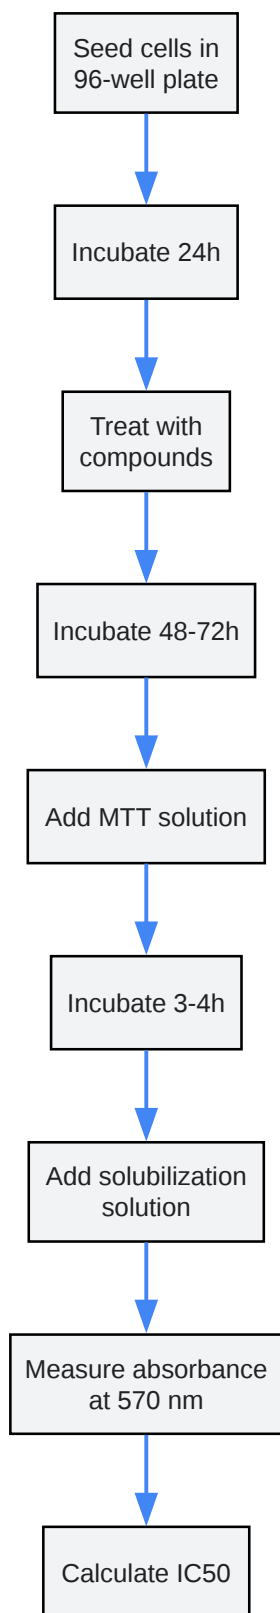 Seed cells in
96-well plate
Incubate 24h
Treat with
compounds
Incubate 48-72h
Add MTT solution
Incubate 3-4h
Add solubilization
solution
Measure absorbance
at 570 nm
Calculate IC50